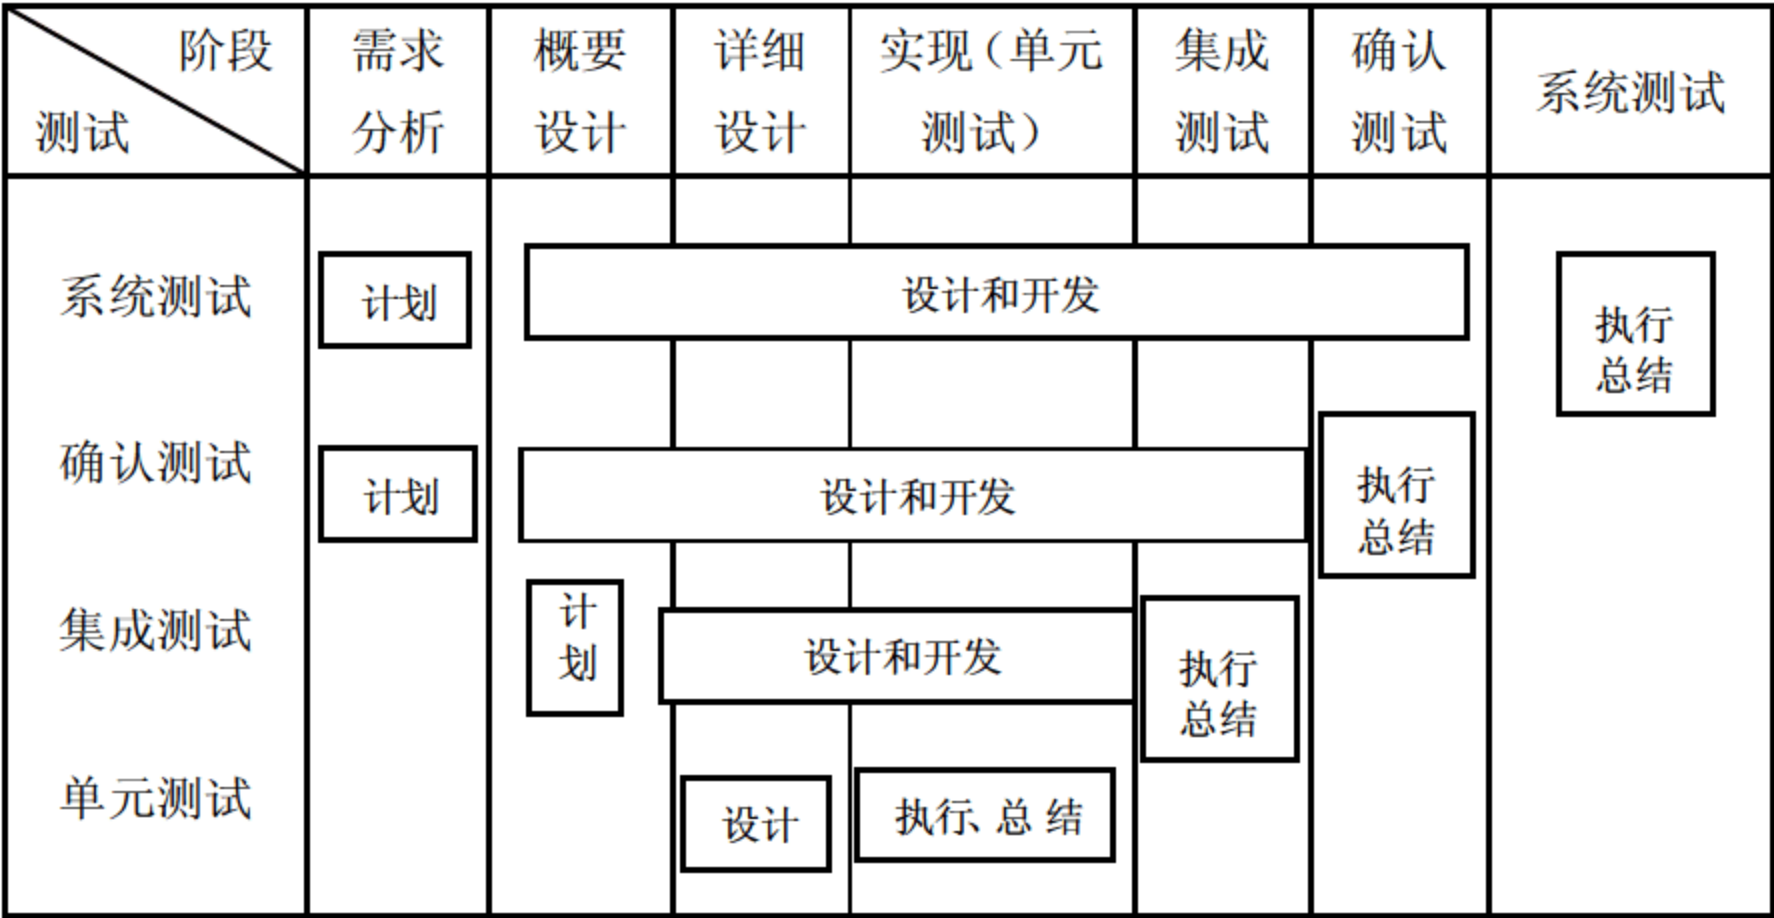 阶段
测试
需求
分析
概要
设计
详细
设计
实现（单元
测试）
集成
测试
确认
测试
系统测试
系统测试
计划
设计和开发
执行
总结
确认测试
计划
设计和开发
执行
总结
集成测试
计
划
设计和开发
执行
总结
单元测试
设计
执行、总 结